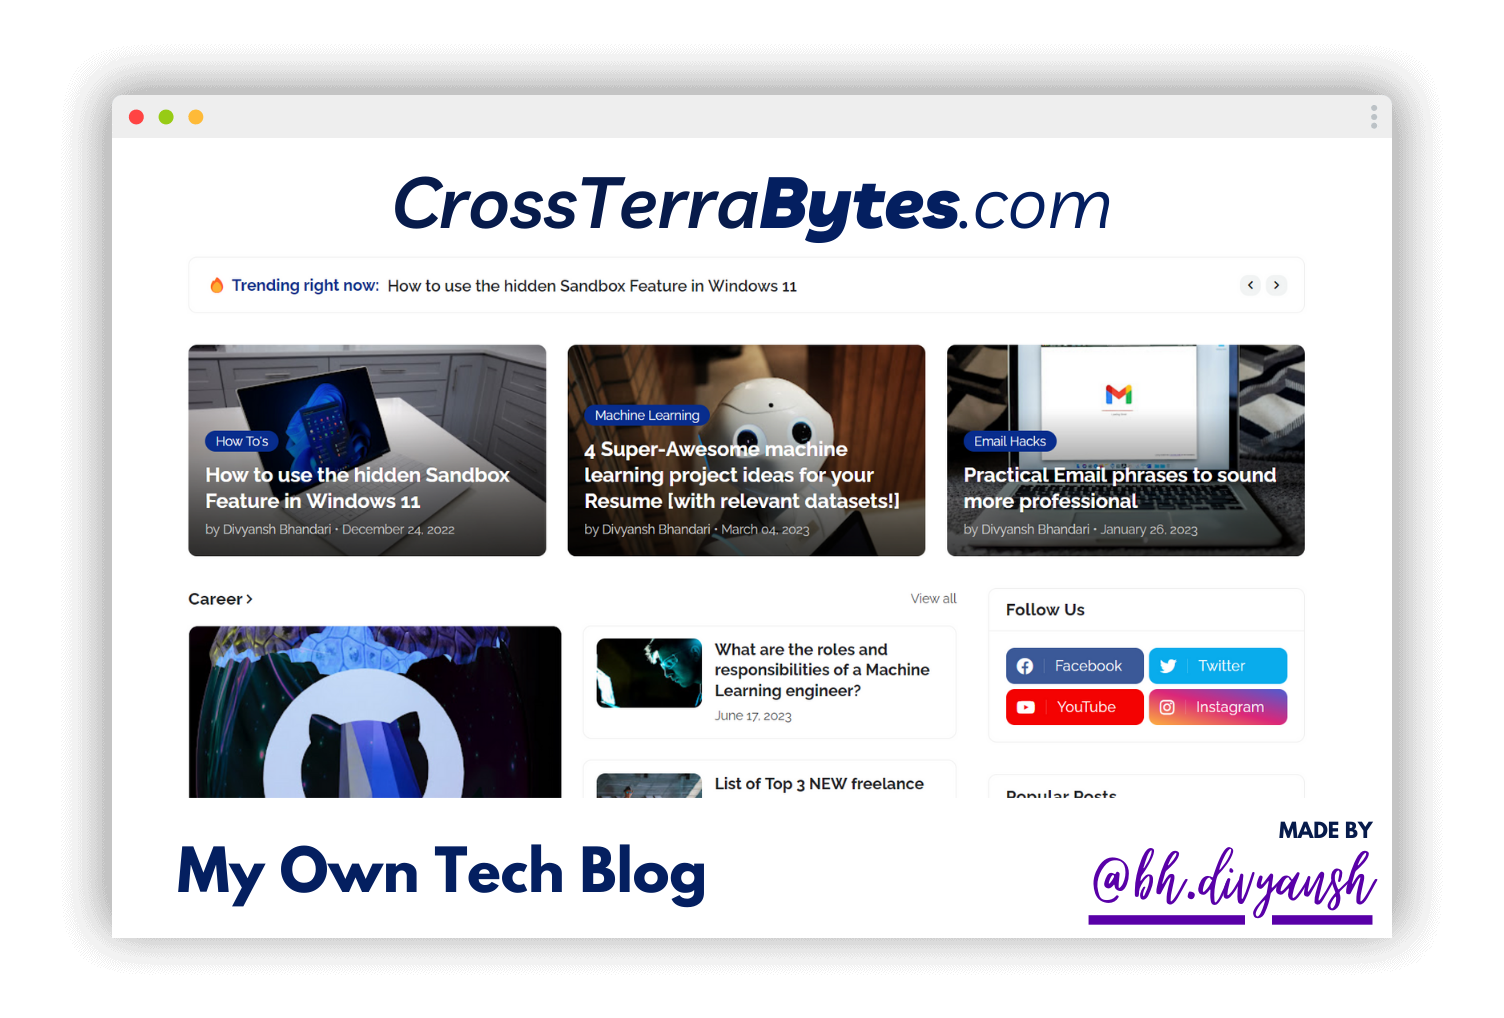 CrossTerraBytes.com
Trending right now: How to use the hidden Sandbox Feature in Windows 11
How To's
How to use the hidden Sandbox
Feature in Windows 11
by Divyansh Bhandari • December 24, 2022
Machine Learning
4 Super-Awesome machine
learning project ideas for your
Resume [with relevant datasets!]
by Divyansh Bhandari • March 04, 2023
Email Hacks
Practical Email phrases to sound
more professional
by Divyansh Bhandari • January 26, 2023
Career
View all
What are the roles and
responsibilities of a Machine
Learning engineer?
June 17, 2023
List of Top 3 NEW freelance
Follow Us
Facebook
Twitter
YouTube
Instagram
Popular Posts
My Own Tech Blog
MADE BY
@bh.divyansh